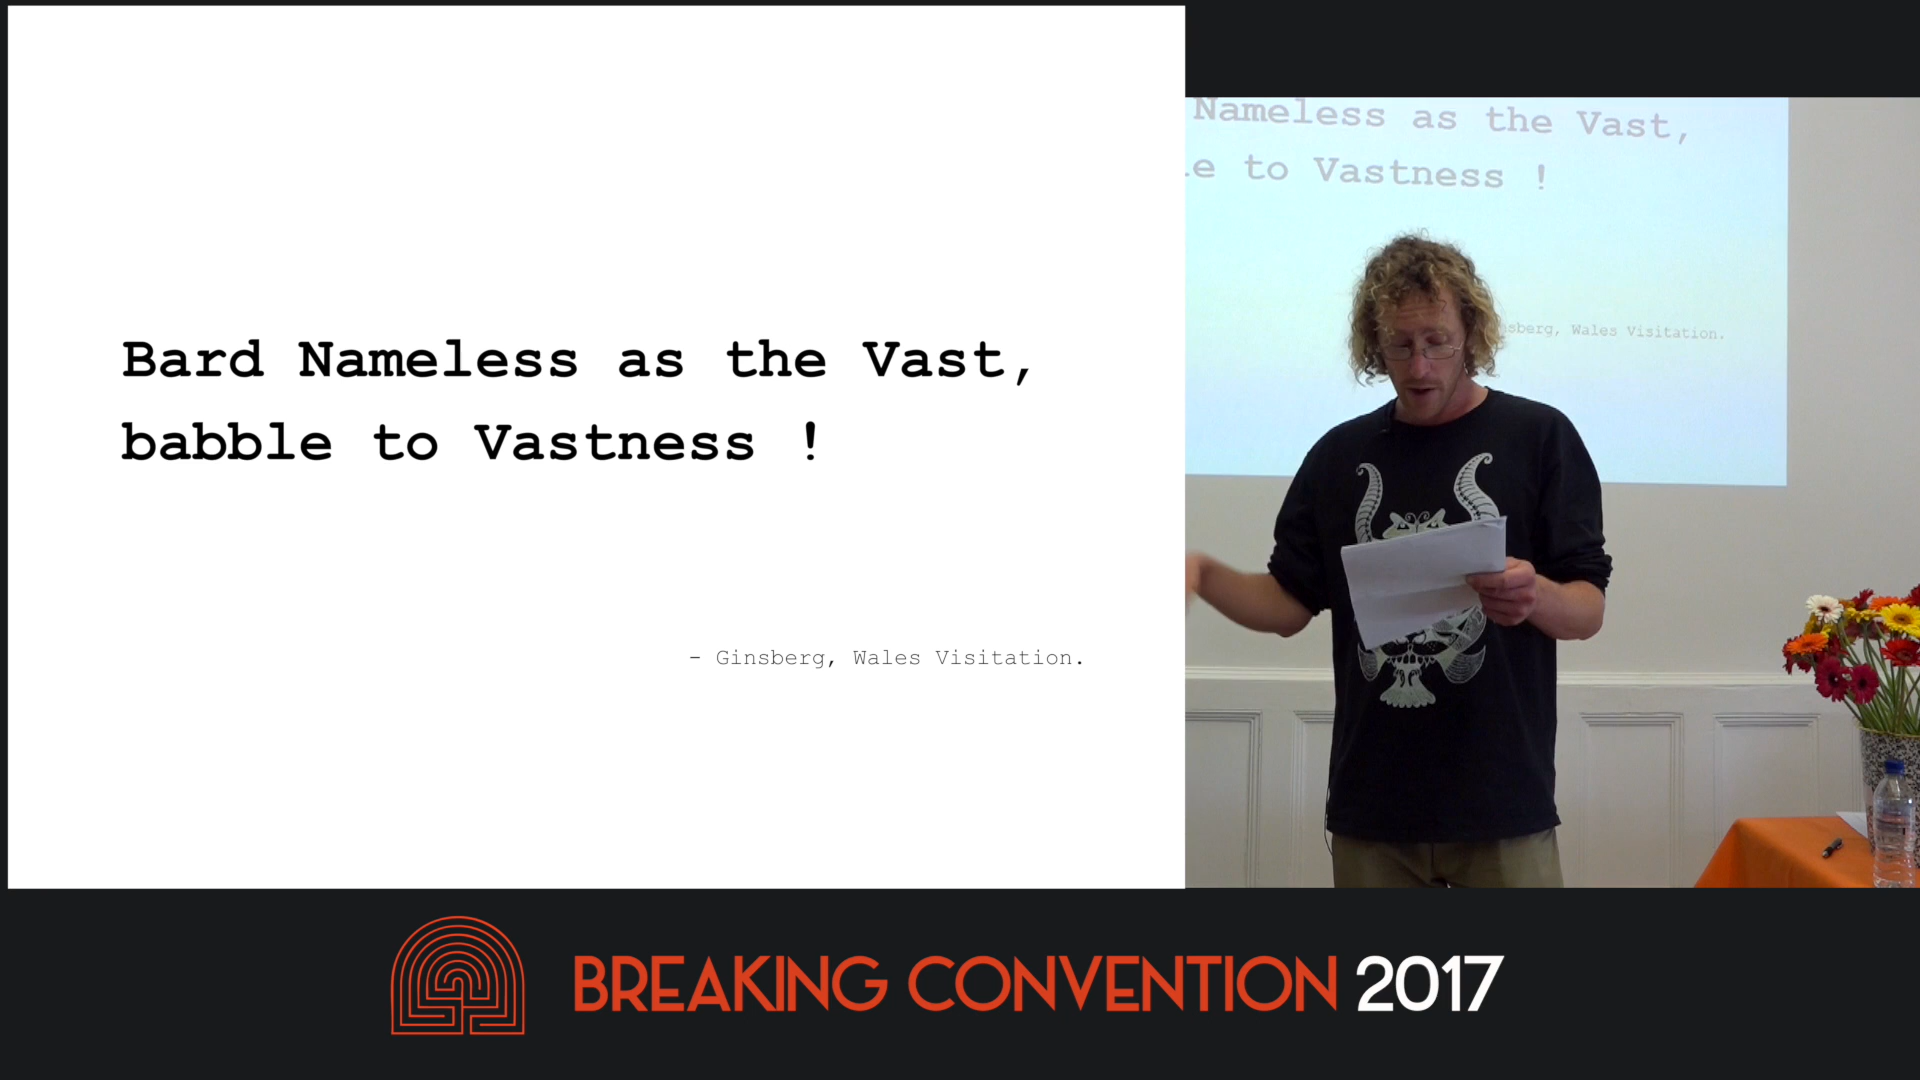 Bard Nameless as the Vast,
babble to Vastness !
- Ginsberg, Wales Visitation.
Nameless as the Vast,
to Vastness !
Wales Visitation.
BREAKING CONVENTION 2017